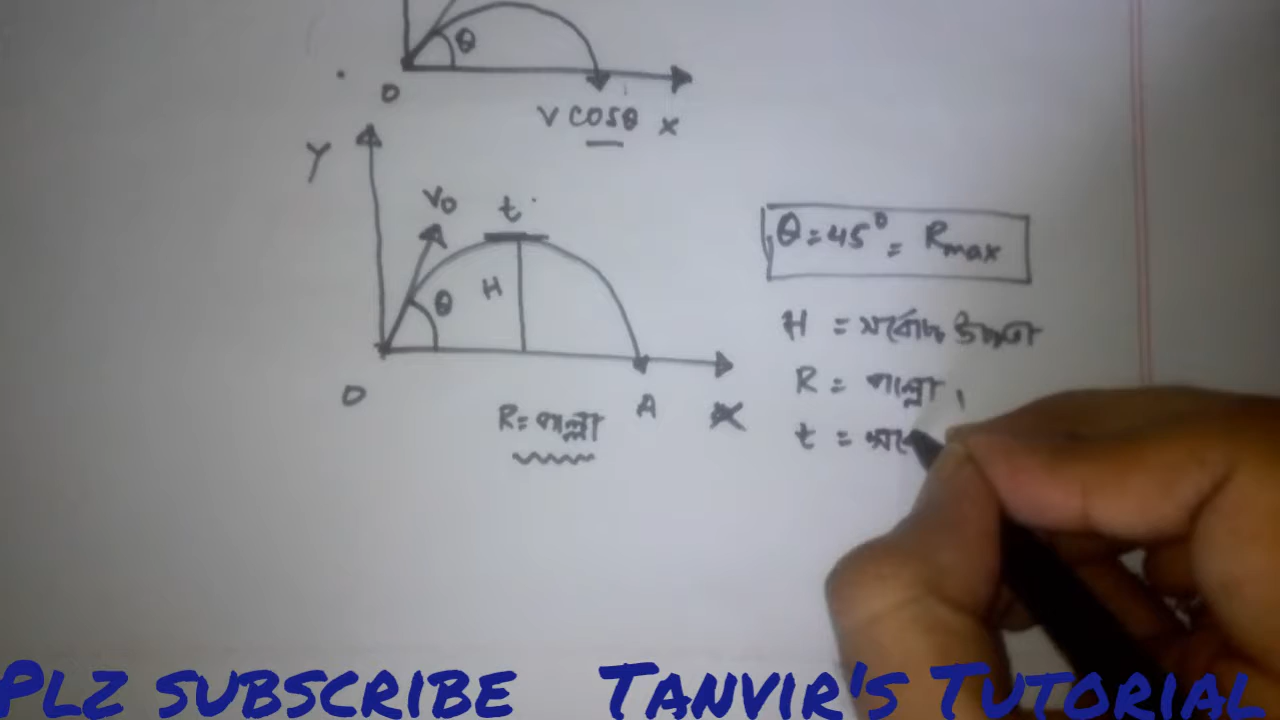 θ
O
V cosθ X
Y
V₀ t
θ H
O
R = পাল্লা A X
θ = 45° = Rmax
H = সর্বোচ্চ উচ্চতা
R = পাল্লা,
t =
PLZ SUBSCRIBE TANVIR'S TUTORIAL